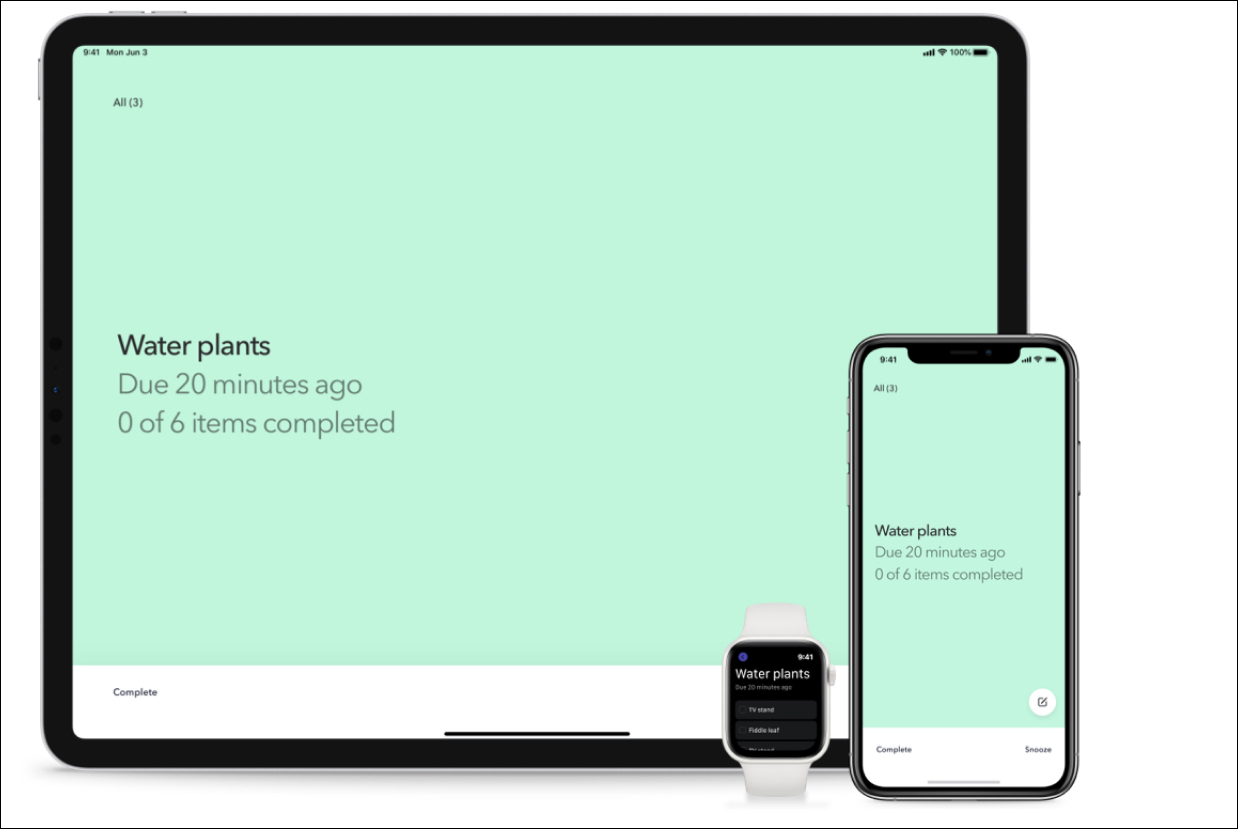 9:41 Mon Jun 3
100%
All (3)
Water plants
Due 20 minutes ago
0 of 6 items completed
Complete
9:41
Water plants
Due 20 minutes ago
TV stand
Fiddle leaf
TV stand
9:41
All (3)
Water plants
Due 20 minutes ago
0 of 6 items completed
Complete
Snooze